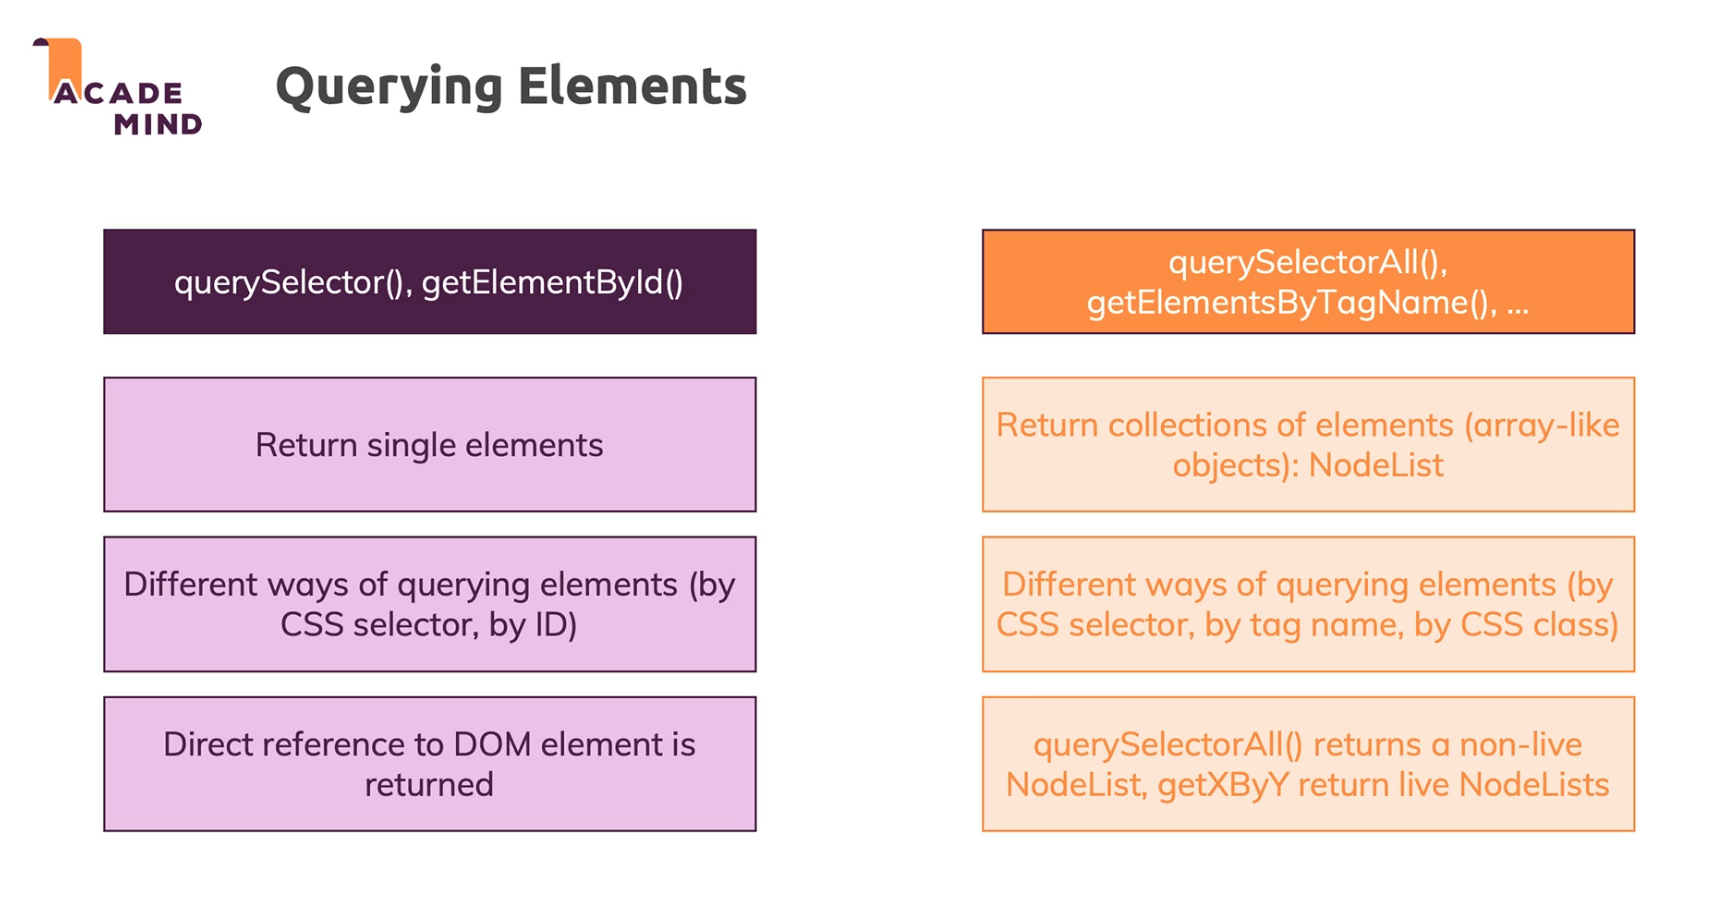 ACADE
MIND
Querying Elements
querySelector(), getElementById()
Return single elements
Different ways of querying elements (by
CSS selector, by ID)
Direct reference to DOM element is
returned
querySelectorAll(),
getElementsByTagName(), ...
Return collections of elements (array-like
objects): NodeList
Different ways of querying elements (by
CSS selector, by tag name, by CSS class)
querySelectorAll() returns a non-live
NodeList, getXByY return live NodeLists